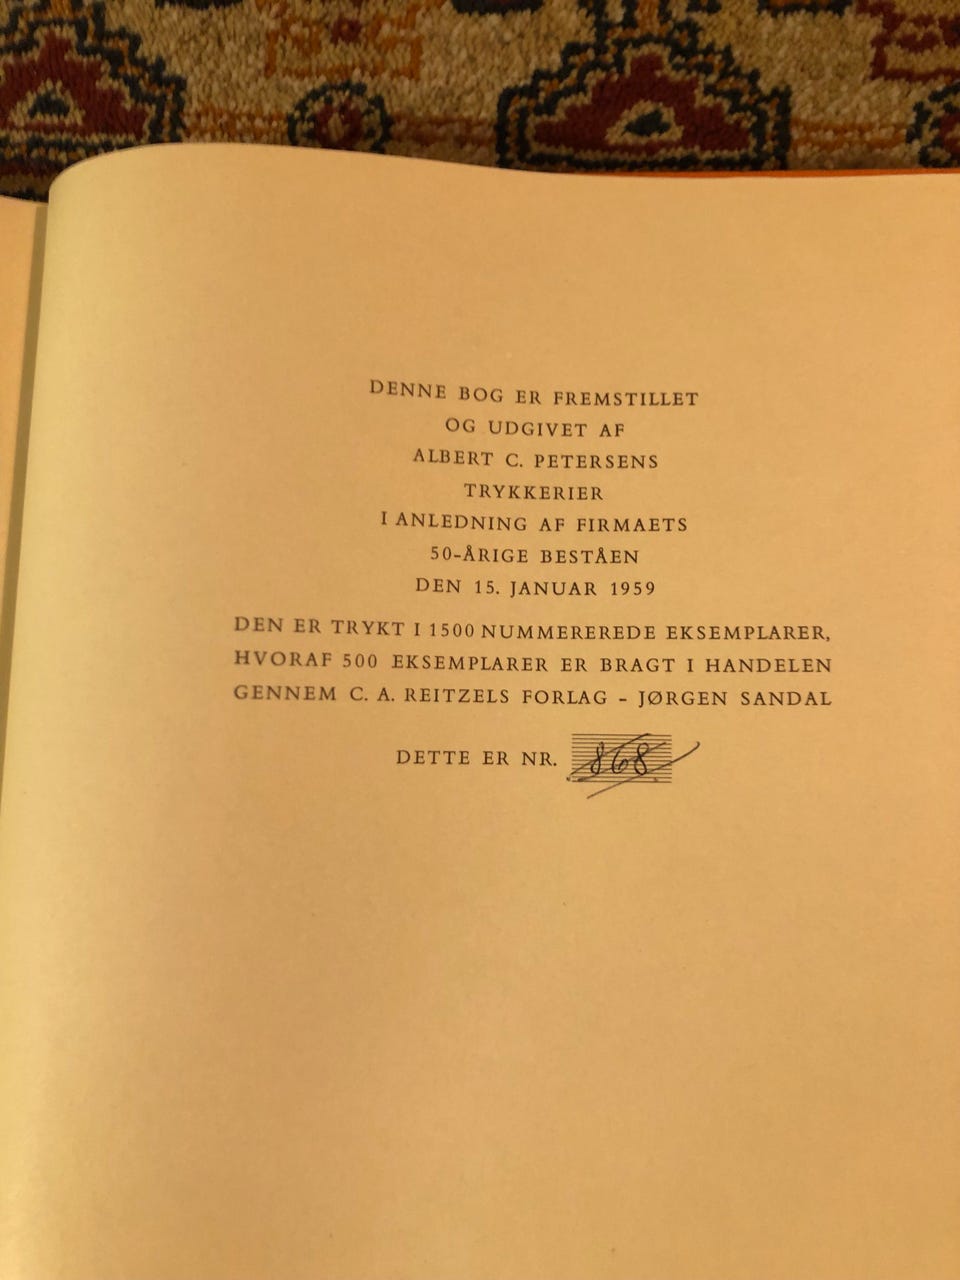 DENNE BOG ER FREMSTILLET
OG UDGIVET AF
ALBERT C. PETERSENS
TRYKKERIER
I ANLEDNING AF FIRMAETS
50-ÅRIGE BESTÅEN
DEN 15. JANUAR 1959
DEN ER TRYKT I 1500 NUMMEREREDE EKSEMPLARER,
HVORAF 500 EKSEMPLARER ER BRAGT I HANDELEN
GENNEM C. A. REITZELS FORLAG – JØRGEN SANDAL
DETTE ER NR. 868